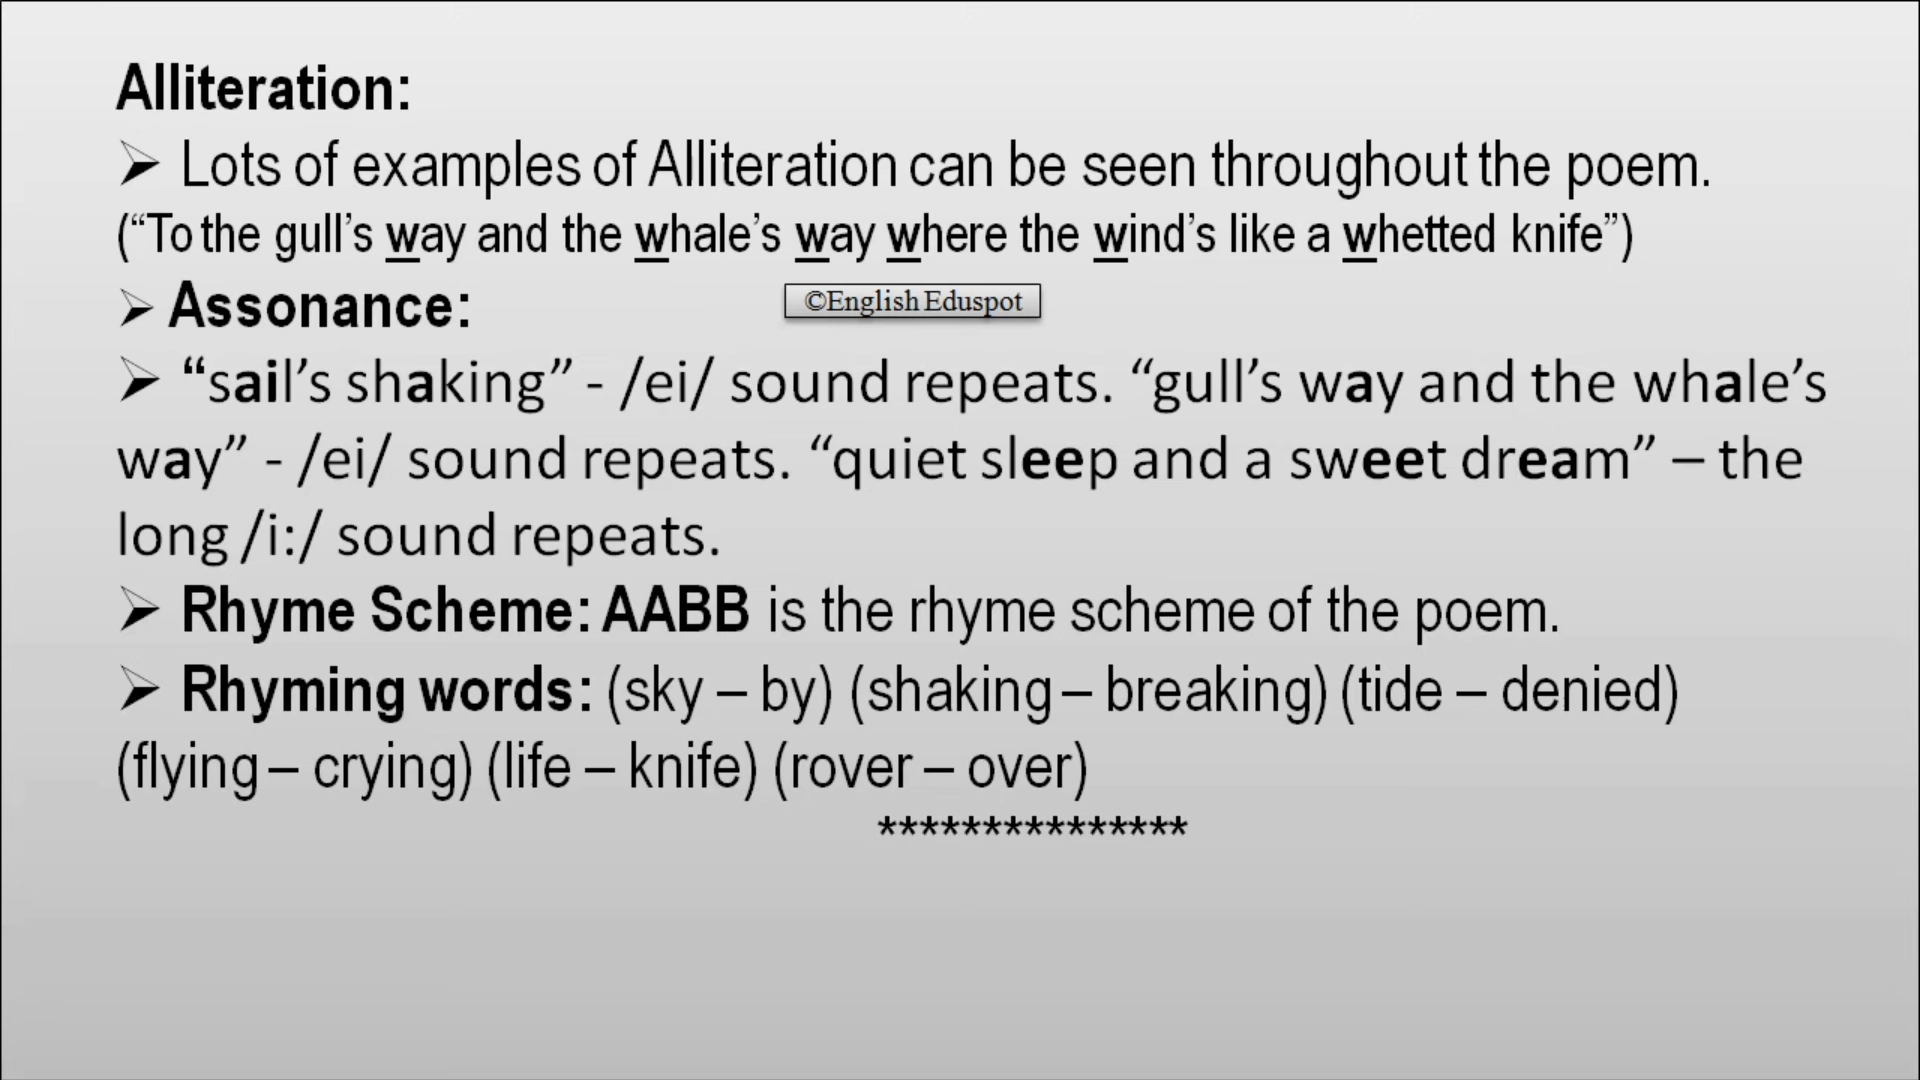 Alliteration:
➢ Lots of examples of Alliteration can be seen throughout the poem.
(“To the gull’s way and the whale’s way where the wind’s like a whetted knife”)
➢ Assonance:
©English Eduspot
➢ “sail’s shaking” - /ei/ sound repeats. “gull’s way and the whale’s
way” - /ei/ sound repeats. “quiet sleep and a sweet dream” – the
long /i:/ sound repeats.
➢ Rhyme Scheme: AABB is the rhyme scheme of the poem.
➢ Rhyming words: (sky – by) (shaking – breaking) (tide – denied)
(flying – crying) (life – knife) (rover – over)
***************